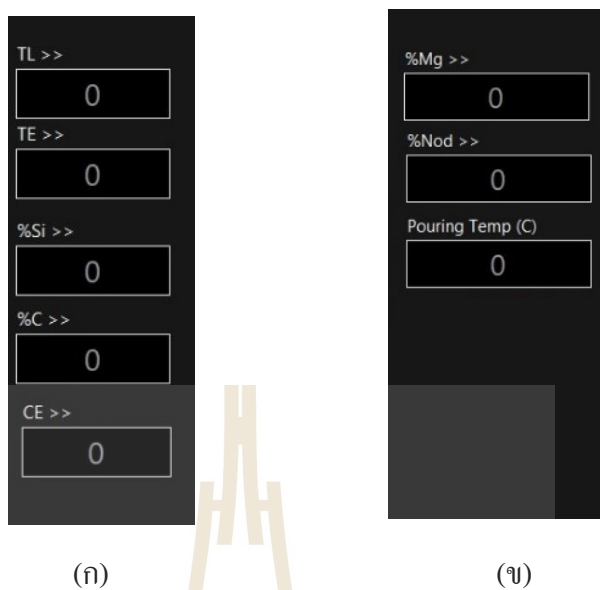 TL >>
0
TE >>
0
%Si >>
0
%C >>
0
CE >>
0
(ก)
%Mg >>
0
%Nod >>
0
Pouring Temp (C)
0
(ข)